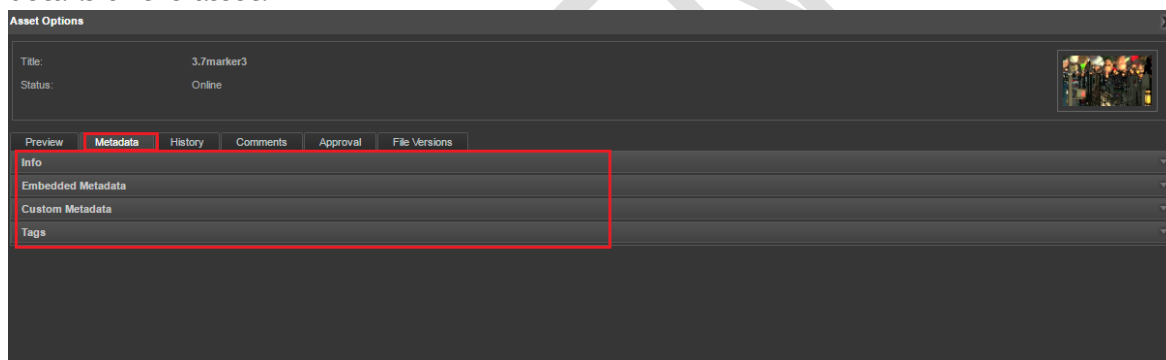 Asset Options
Title: 3.7marker3
Status: Online
Preview Metadata History Comments Approval File Versions
Info
Embedded Metadata
Custom Metadata
Tags